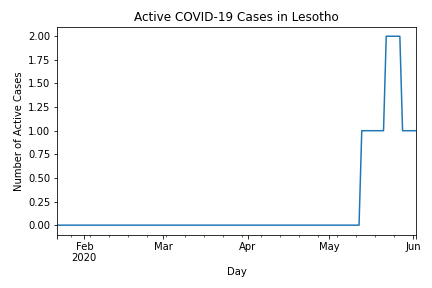 Active COVID-19 Cases in Lesotho
2.00
1.75
1.50
1.25
1.00
0.75
0.50
0.25
0.00
Number of Active Cases
Feb Mar Apr May Jun
2020
Day